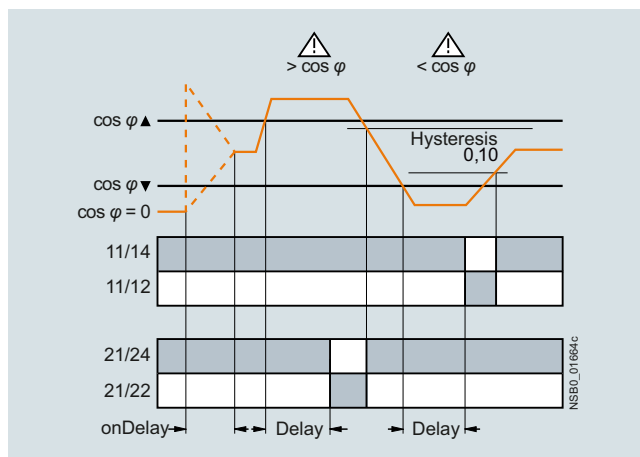 > cos φ
< cos φ
cos φ▲
Hysteresis
0,10
cos φ▼
cos φ = 0
11/14
11/12
21/24
21/22
onDelay
Delay
Delay
NSB0_01664c